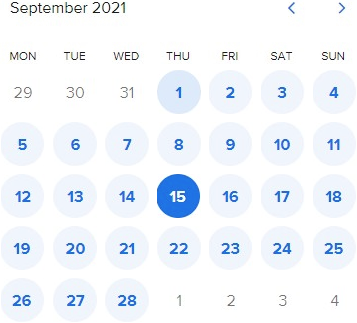 September 2021 < >
MON TUE WED THU FRI SAT SUN
29 30 31 1 2 3 4
5 6 7 8 9 10 11
12 13 14 15 16 17 18
19 20 21 22 23 24 25
26 27 28 1 2 3 4